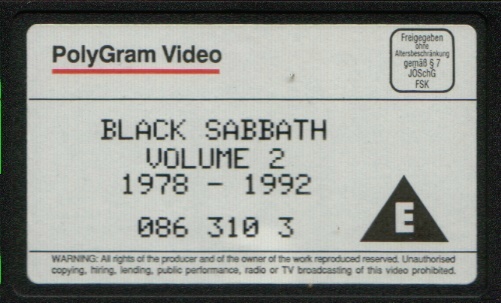 PolyGram Video
Freigegeben
ohne
Altersbeschränkung
gemäß § 7
JÖSchG
FSK
BLACK SABBATH
VOLUME 2
1978 - 1992
086 310 3
E
WARNING: All rights of the producer and of the owner of the work reproduced reserved. Unauthorised
copying, hiring, lending, public performance, radio or TV broadcasting of this video prohibited.